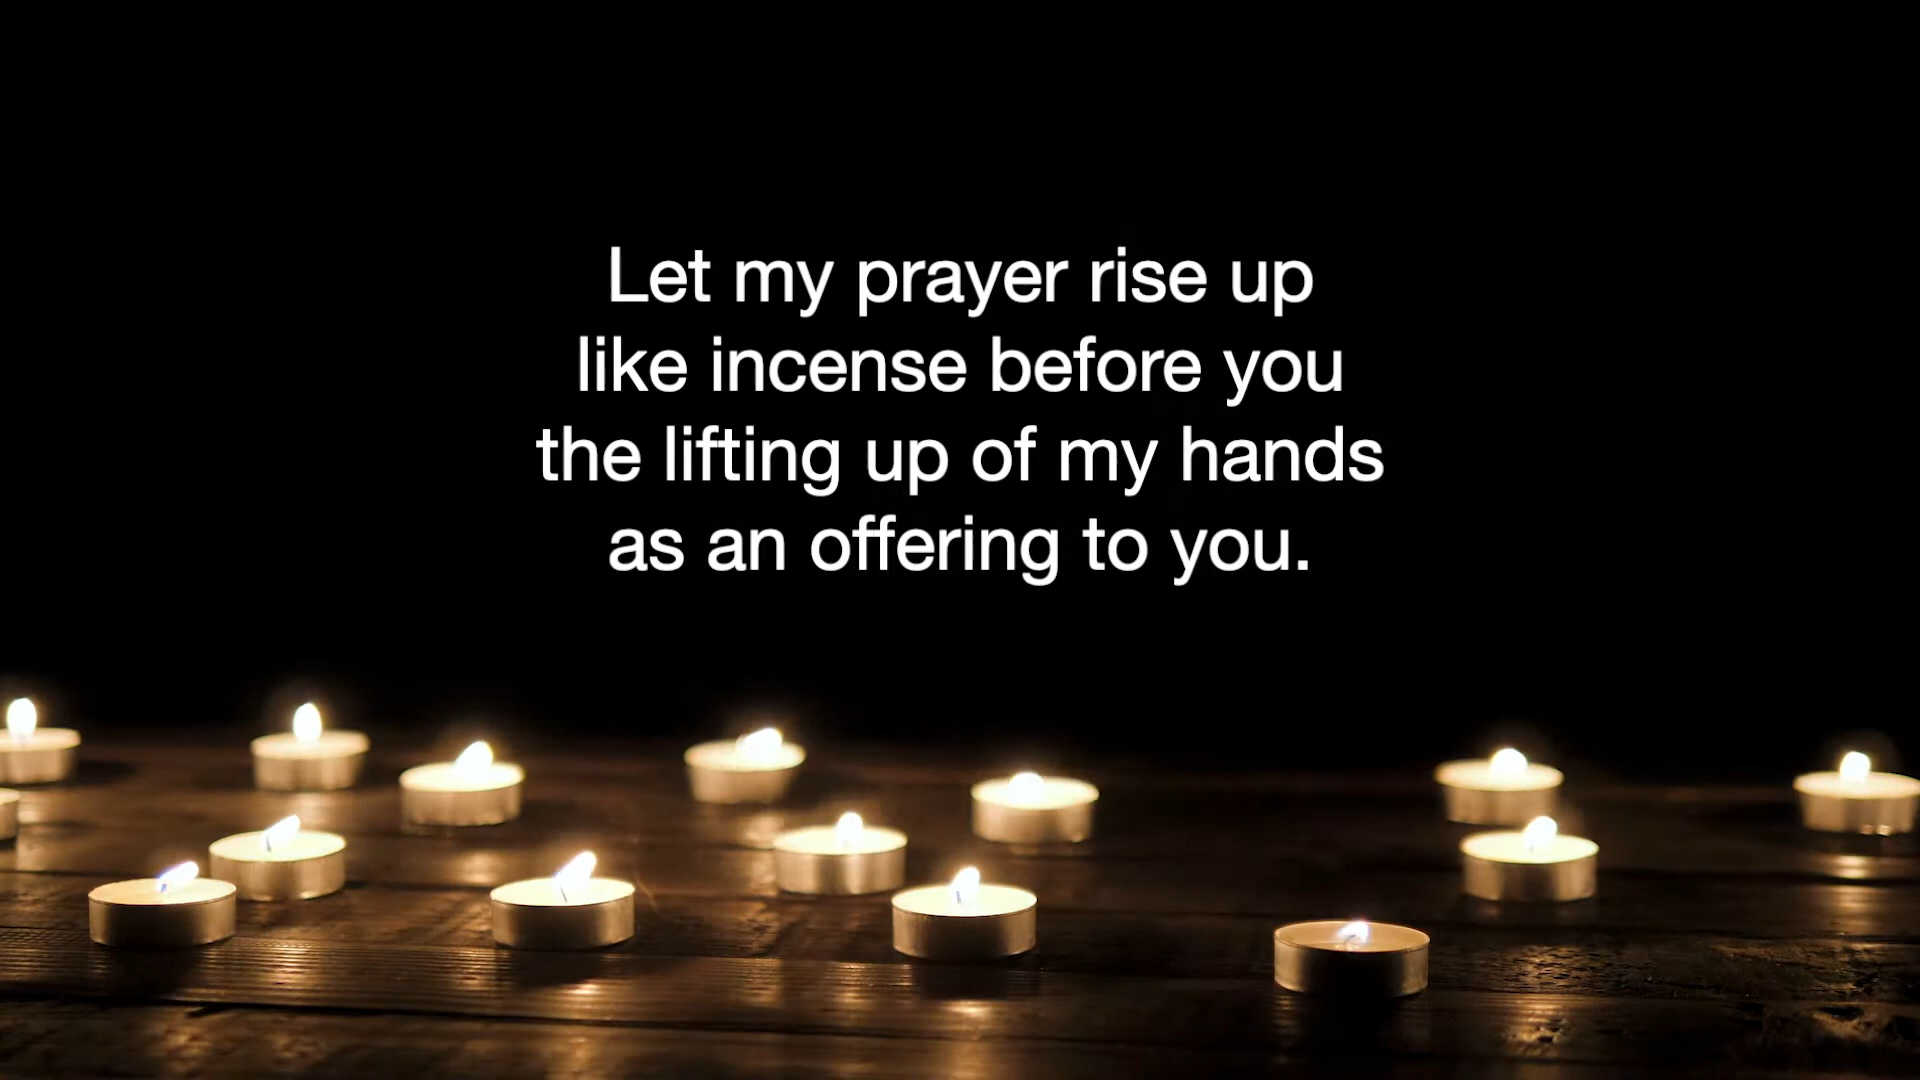 Let my prayer rise up
like incense before you
the lifting up of my hands
as an offering to you.